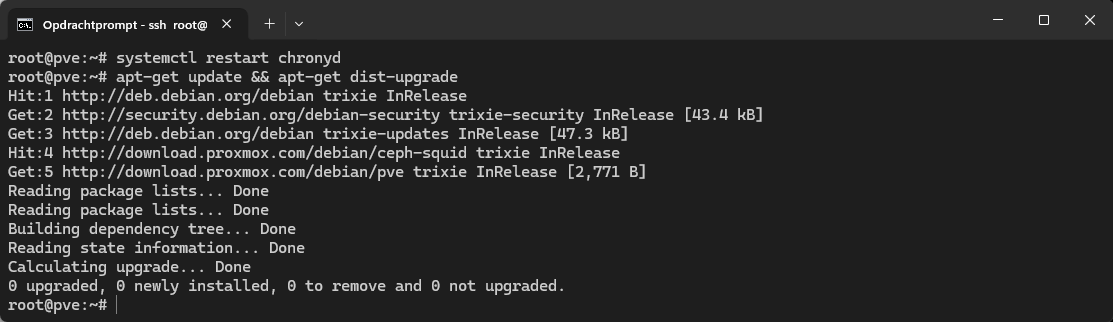 Opdrachtprompt - ssh root@
root@pve:~# systemctl restart chronyd
root@pve:~# apt-get update && apt-get dist-upgrade
Hit:1 http://deb.debian.org/debian trixie InRelease
Get:2 http://security.debian.org/debian-security trixie-security InRelease [43.4 kB]
Get:3 http://deb.debian.org/debian trixie-updates InRelease [47.3 kB]
Hit:4 http://download.proxmox.com/debian/ceph-squid trixie InRelease
Get:5 http://download.proxmox.com/debian/pve trixie InRelease [2,771 B]
Reading package lists... Done
Reading package lists... Done
Building dependency tree... Done
Reading state information... Done
Calculating upgrade... Done
0 upgraded, 0 newly installed, 0 to remove and 0 not upgraded.
root@pve:~#